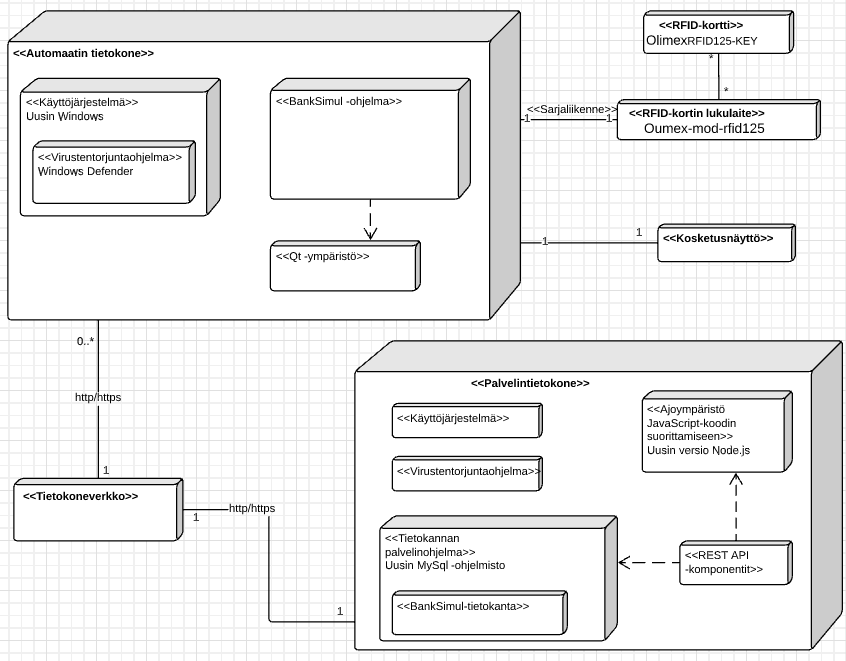 <<Automaatin tietokone>>
<<Käyttöjärjestelmä>>
Uusin Windows
<<Virustentorjuntaohjelma>>
Windows Defender
<<BankSimul -ohjelma>>
<<Qt -ympäristö>>
<<RFID-kortti>>
OlimexRFID125-KEY
*
*
<<Sarjaliikenne>>
1
1
<<RFID-kortin lukulaite>>
Oumex-mod-rfid125
1
1
<<Kosketusnäyttö>>
0..*
http/https
1
<<Tietokoneverkko>>
1
http/https
1
<<Palvelintietokone>>
<<Käyttöjärjestelmä>>
<<Virustentorjuntaohjelma>>
<<Ajoympäristö
JavaScript-koodin
suorittamiseen>>
Uusin versio Node.js
<<Tietokannan
palvelinohjelma>>
Uusin MySql -ohjelmisto
<<BankSimul-tietokanta>>
<<REST API
-komponentit>>